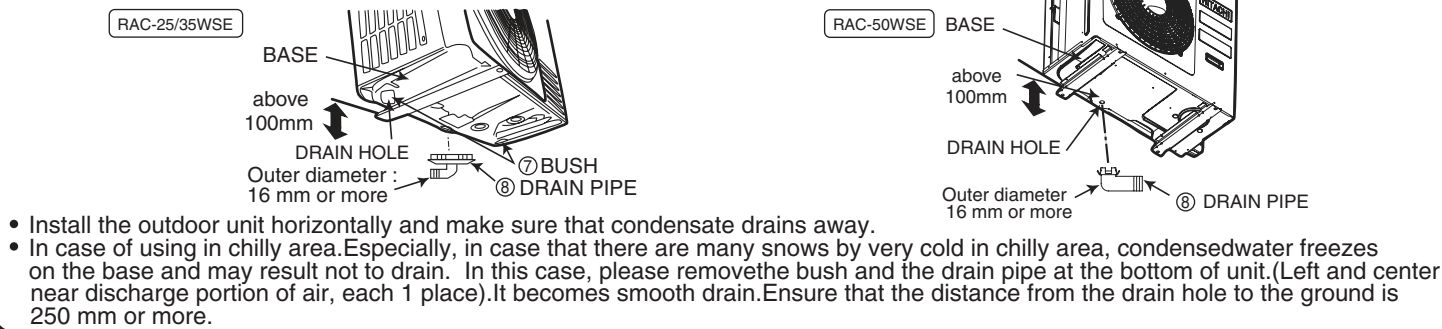 RAC-25/35WSE
BASE
above
100mm
DRAIN HOLE
Outer diameter :
16 mm or more
⑦ BUSH
⑧ DRAIN PIPE
RAC-50WSE
BASE
HITACHI
above
100mm
DRAIN HOLE
Outer diameter
16 mm or more
⑧ DRAIN PIPE
• Install the outdoor unit horizontally and make sure that condensate drains away.
• In case of using in chilly area.Especially, in case that there are many snows by very cold in chilly area, condensedwater freezes
on the base and may result not to drain. In this case, please removethe bush and the drain pipe at the bottom of unit.(Left and center
near discharge portion of air, each 1 place).It becomes smooth drain.Ensure that the distance from the drain hole to the ground is
250 mm or more.